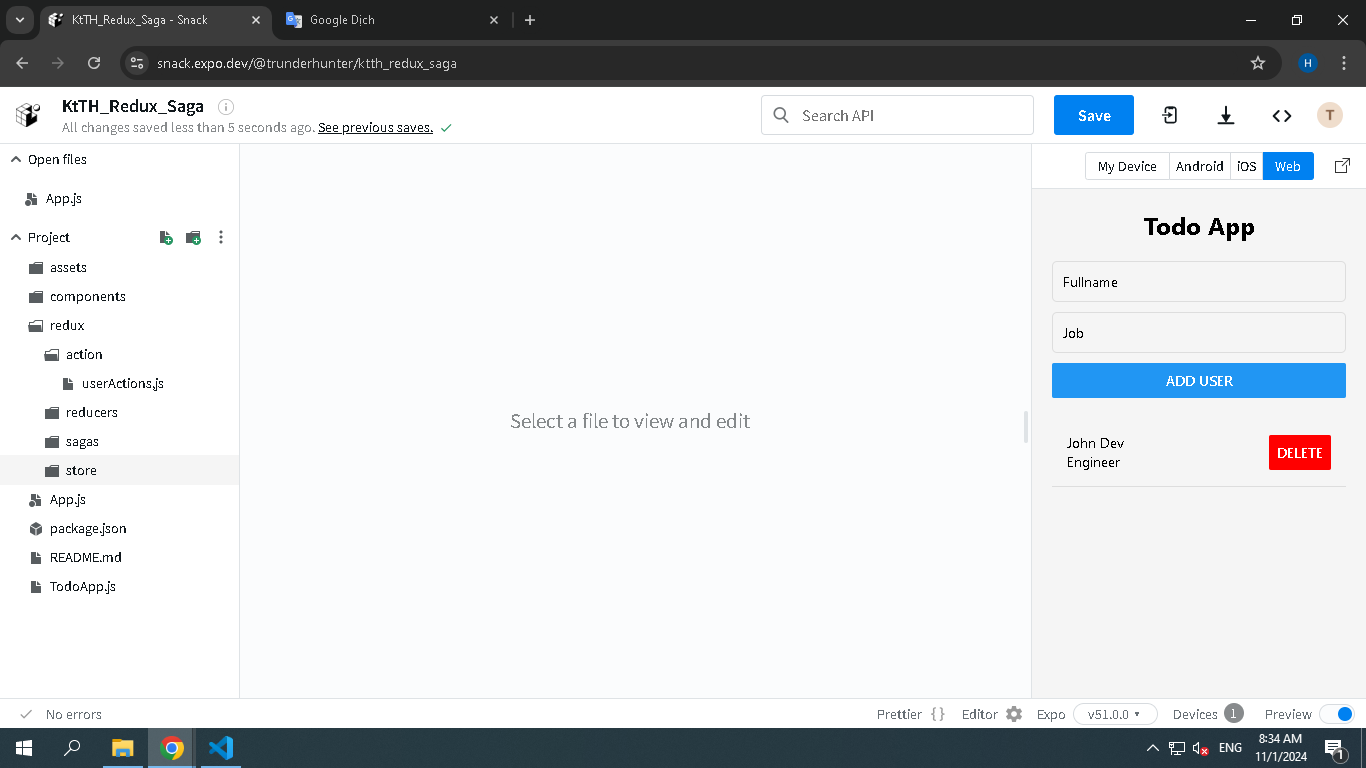 KtTH_Redux_Saga - Snack
Google Dịch
snack.expo.dev/@trunderhunter/ktth_redux_saga
H
KtTH_Redux_Saga
All changes saved less than 5 seconds ago. See previous saves.
Search API
Save
T
Open files
App.js
Project
assets
components
redux
action
userActions.js
reducers
sagas
store
App.js
package.json
README.md
TodoApp.js
Select a file to view and edit
My Device
Android
iOS
Web
Todo App
Fullname
Job
ADD USER
John Dev
Engineer
DELETE
No errors
Prettier {}
Editor
Expo
v51.0.0
Devices 1
Preview
ENG
8:34 AM
11/1/2024
1